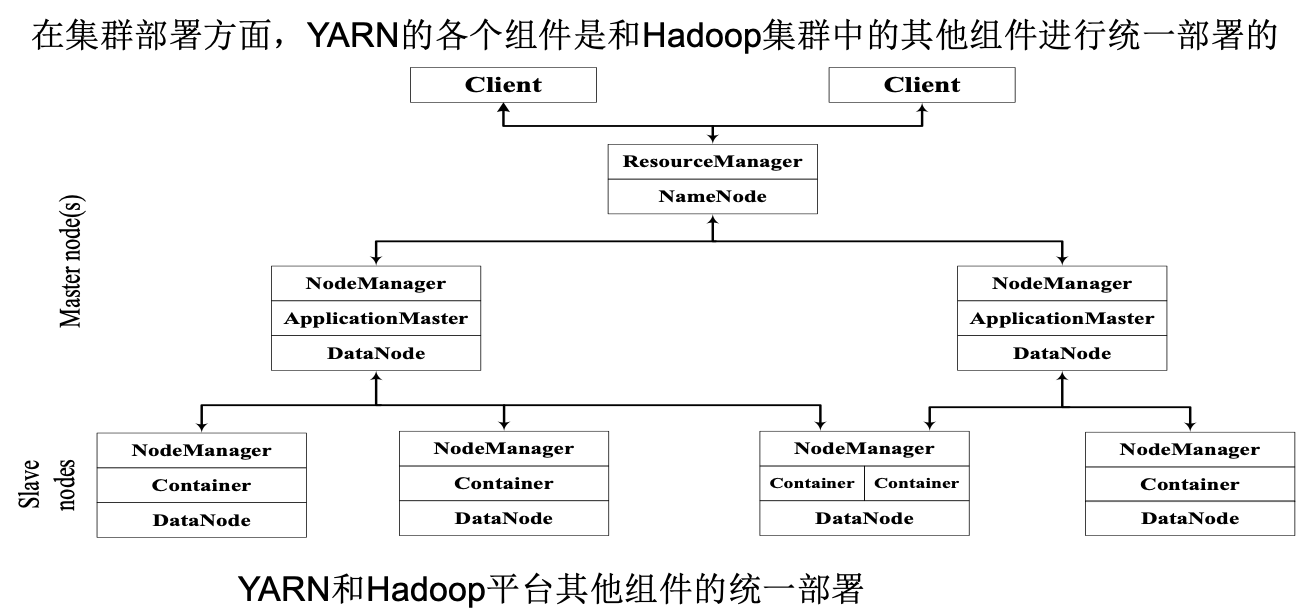 在集群部署方面，YARN的各个组件是和Hadoop集群中的其他组件进行统一部署的
Client
Client
ResourceManager
NameNode
Master node(s)
NodeManager
ApplicationMaster
DataNode
NodeManager
ApplicationMaster
DataNode
Slave
nodes
NodeManager
Container
DataNode
NodeManager
Container
DataNode
NodeManager
Container
Container
DataNode
NodeManager
Container
DataNode
YARN和Hadoop平台其他组件的统一部署